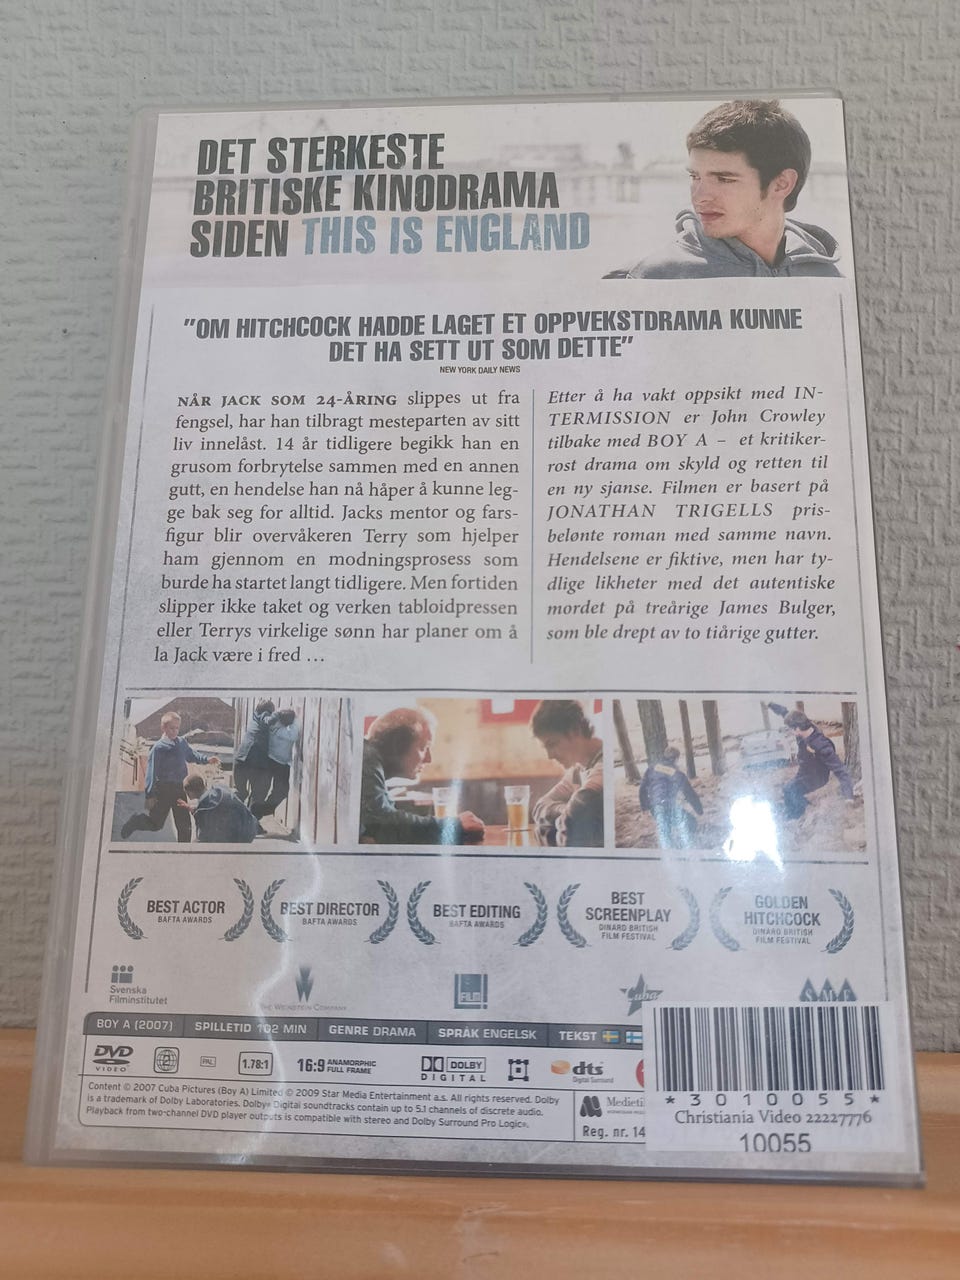 DET STERKESTE
BRITISKE KINODRAMA
SIDEN THIS IS ENGLAND
"OM HITCHCOCK HADDE LAGET ET OPPVEKSTDRAMA KUNNE
DET HA SETT UT SOM DETTE"
NEW YORK DAILY NEWS
NÅR JACK SOM 24-ÅRING slippes ut fra
fengsel, har han tilbragt mesteparten av sitt
liv innelåst. 14 år tidligere begikk han en
grusom forbrytelse sammen med en annen
gutt, en hendelse han nå håper å kunne leg-
ge bak seg for alltid. Jacks mentor og fars-
figur blir overvåkeren Terry som hjelper
ham gjennom en modningsprosess som
burde ha startet langt tidligere. Men fortiden
slipper ikke taket og verken tabloidpressen
eller Terrys virkelige sønn har planer om å
la Jack være i fred ...
Etter å ha vakt oppsikt med IN-
TERMISSION er John Crowley
tilbake med BOY A – et kritiker-
rost drama om skyld og retten til
en ny sjanse. Filmen er basert på
JONATHAN TRIGELLS pris-
belønte roman med samme navn.
Hendelsene er fiktive, men har ty-
dlige likheter med det autentiske
mordet på treårige James Bulger,
som ble drept av to tiårige gutter.
BEST ACTOR
BAFTA AWARDS
BEST DIRECTOR
BAFTA AWARDS
BEST EDITING
BAFTA AWARDS
BEST
SCREENPLAY
DINARD BRITISH
FILM FESTIVAL
GOLDEN
HITCHCOCK
DINARD BRITISH
FILM FESTIVAL
Svenska
Filminstitutet
THE WEINSTEIN COMPANY
FILM4
Cuba
SME
BOY A (2007) SPILLETID 102 MIN GENRE DRAMA SPRÅK ENGELSK TEKST
DVD
VIDEO
2
PAL
1.78:1
16:9 ANAMORPHIC
FULL FRAME
DOLBY
DIGITAL
dts
Digital Surround
Content © 2007 Cuba Pictures (Boy A) Limited © 2009 Star Media Entertainment a.s. All rights reserved. Dolby
is a trademark of Dolby Laboratories. Dolby Digital soundtracks contain up to 5.1 channels of discrete audio.
Playback from two-channel DVD player outputs is compatible with stereo and Dolby Surround Pro Logic.
Medieti
Reg. nr. 14
* 3 0 1 0 0 5 5 *
Christiania Video 22227776
10055